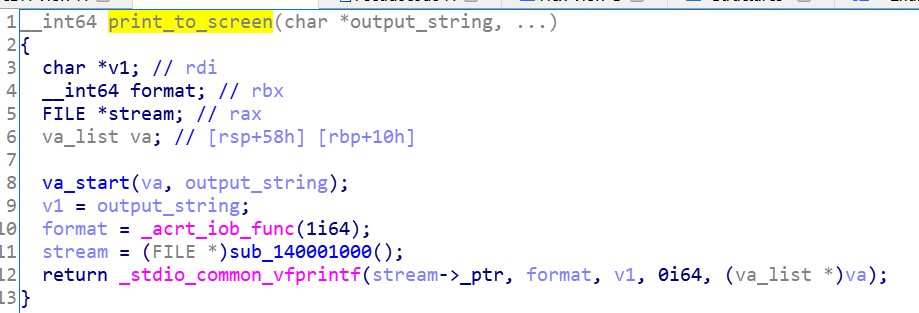 1 __int64 print_to_screen(char *output_string, ...)
2 {
3 char *v1; // rdi
4 __int64 format; // rbx
5 FILE *stream; // rax
6 va_list va; // [rsp+58h] [rbp+10h]
7
8 va_start(va, output_string);
9 v1 = output_string;
10 format = _acrt_iob_func(1i64);
11 stream = (FILE *)sub_140001000();
12 return _stdio_common_vfprintf(stream->_ptr, format, v1, 0i64, (va_list *)va);
13 }